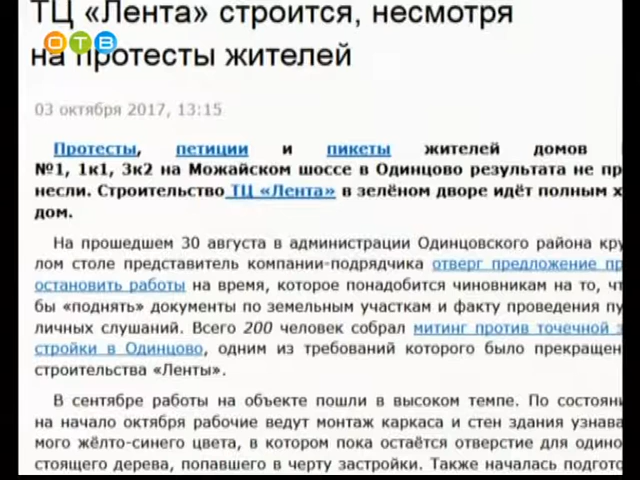 ТЦ «Лента» строится, несмотря
на протесты жителей
ОТВ
03 октября 2017, 13:15
Протесты, петиции и пикеты жителей домов
№1, 1к1, 3к2 на Можайском шоссе в Одинцово результата не пр
несли. Строительство ТЦ «Лента» в зелёном дворе идёт полным х
дом.
На прошедшем 30 августа в администрации Одинцовского района кру
лом столе представитель компании-подрядчика отверг предложение пр
остановить работы на время, которое понадобится чиновникам на то, чт
бы «поднять» документы по земельным участкам и факту проведения пу
личных слушаний. Всего 200 человек собрал митинг против точечной з
стройки в Одинцово, одним из требований которого было прекращен
строительства «Ленты».
В сентябре работы на объекте пошли в высоком темпе. По состояни
на начало октября рабочие ведут монтаж каркаса и стен здания узнава
мого жёлто-синего цвета, в котором пока остаётся отверстие для одино
стоящего дерева, попавшего в черту застройки. Также началась подгото